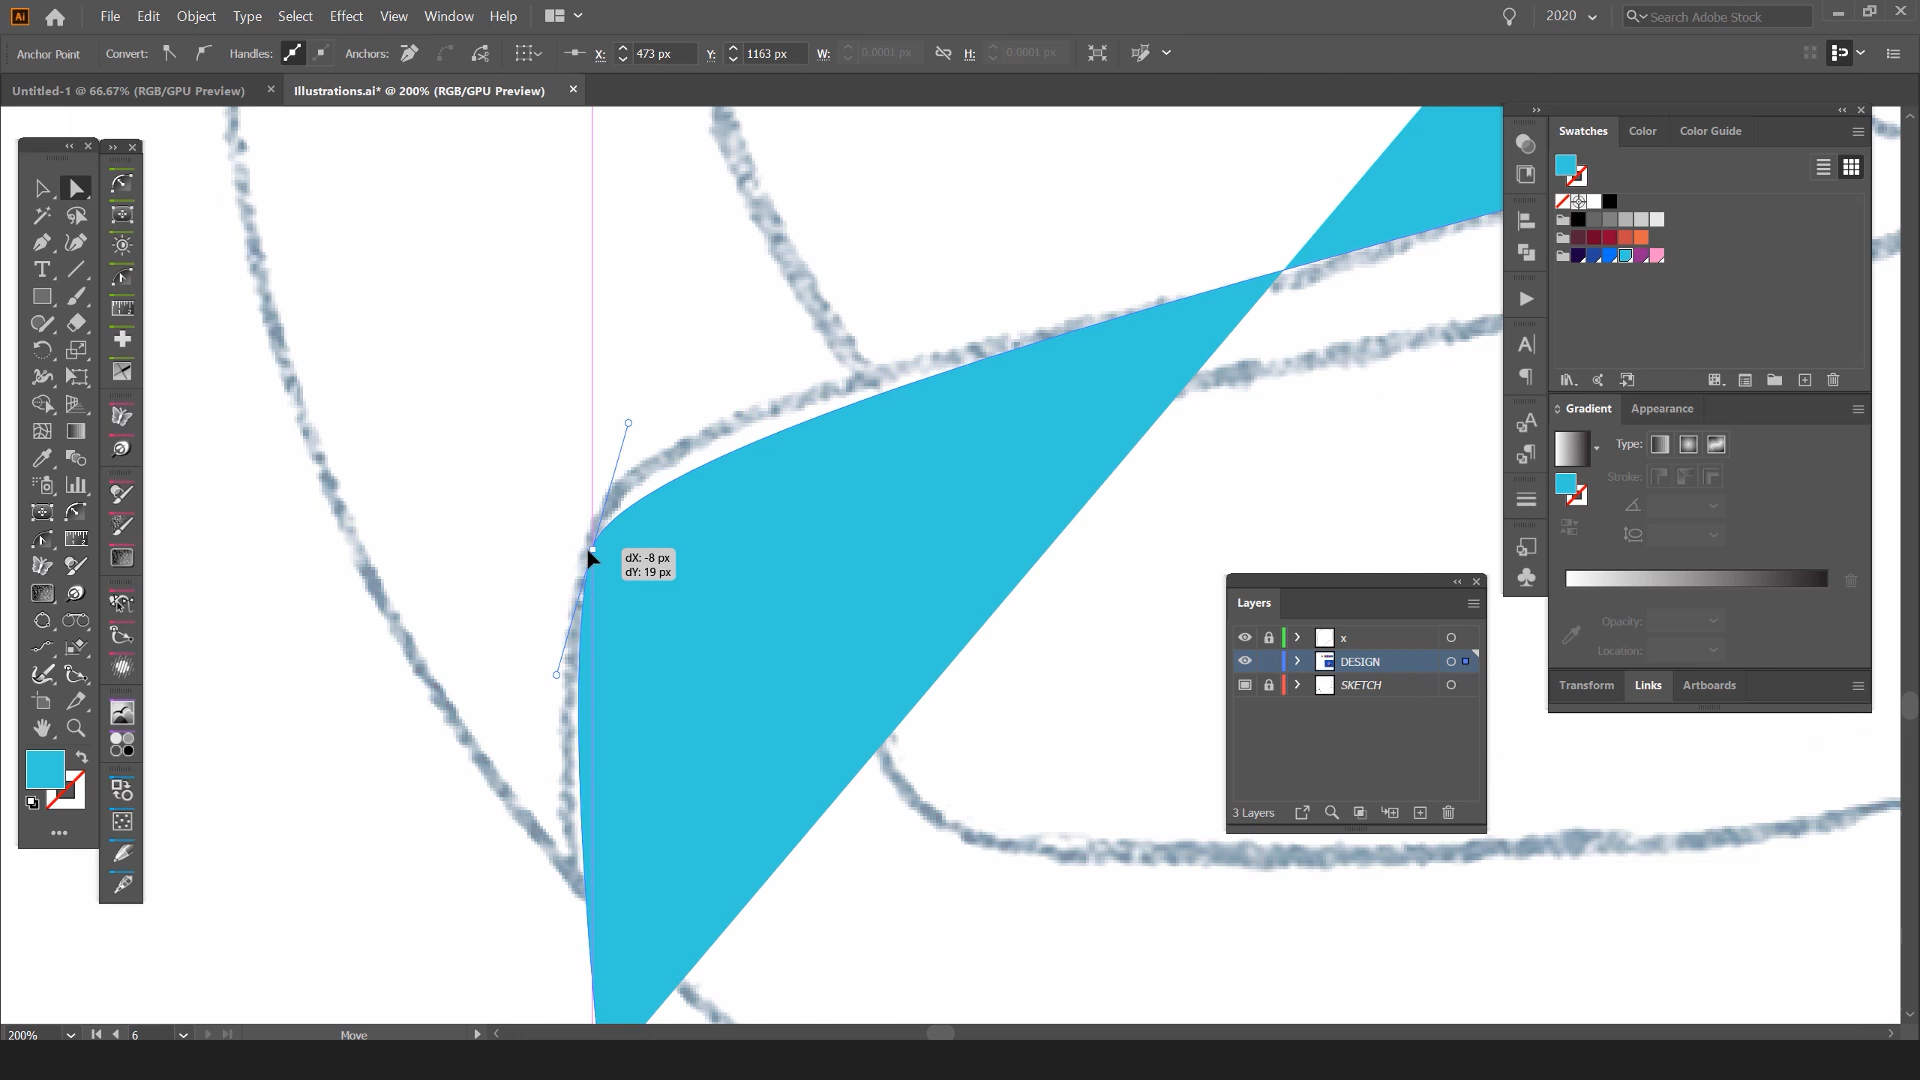 Ai File Edit Object Type Select Effect View Window Help 2020 Search Adobe Stock
Anchor Point Convert: Handles: Anchors: X: 473 px Y: 1163 px W: 0.0001 px H: 0.0001 px
Untitled-1 @ 66.67% (RGB/GPU Preview) Illustrations.ai* @ 200% (RGB/GPU Preview)
Swatches Color Color Guide
dX: -8 px
dY: 19 px
Gradient Appearance
Type:
Stroke:
Opacity:
Location:
Transform Links Artboards
Layers
x
DESIGN
SKETCH
3 Layers
200% 6 Move